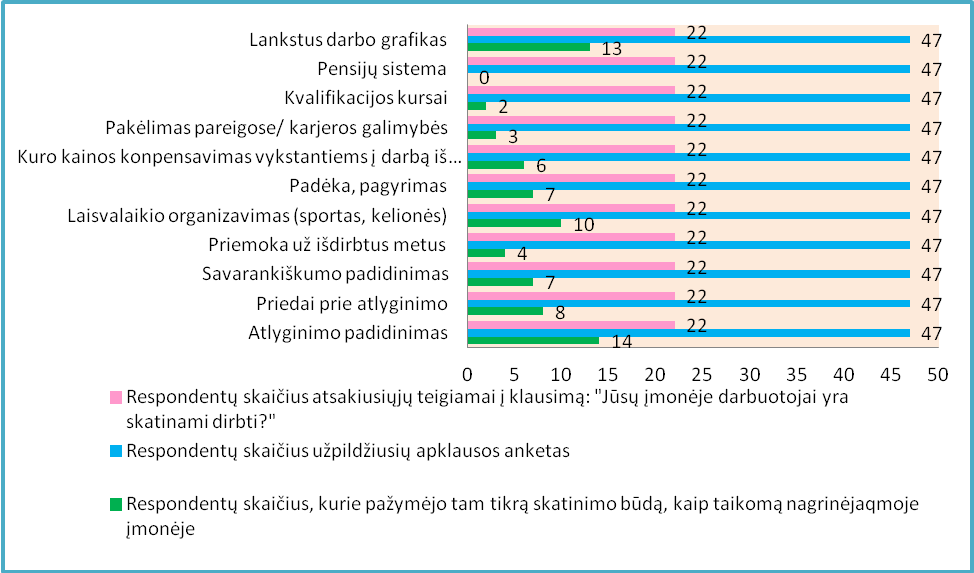 Lankstus darbo grafikas
22
47
13
Pensijų sistema
22
47
0
Kvalifikacijos kursai
22
47
2
Pakėlimas pareigose/ karjeros galimybės
22
47
3
Kuro kainos konpensavimas vykstantiems į darbą iš…
22
47
6
Padėka, pagyrimas
22
47
7
Laisvalaikio organizavimas (sportas, kelionės)
22
47
10
Priemoka už išdirbtus metus
22
47
4
Savarankiškumo padidinimas
22
47
7
Priedai prie atlyginimo
22
47
8
Atlyginimo padidinimas
22
47
14
0 5 10 15 20 25 30 35 40 45 50
Respondentų skaičius atsakiusiųjų teigiamai į klausimą: "Jūsų įmonėje darbuotojai yra
skatinami dirbti?"
Respondentų skaičius užpildžiusių apklausos anketas
Respondentų skaičius, kurie pažymėjo tam tikrą skatinimo būdą, kaip taikomą nagrinėjaqmoje
įmonėje